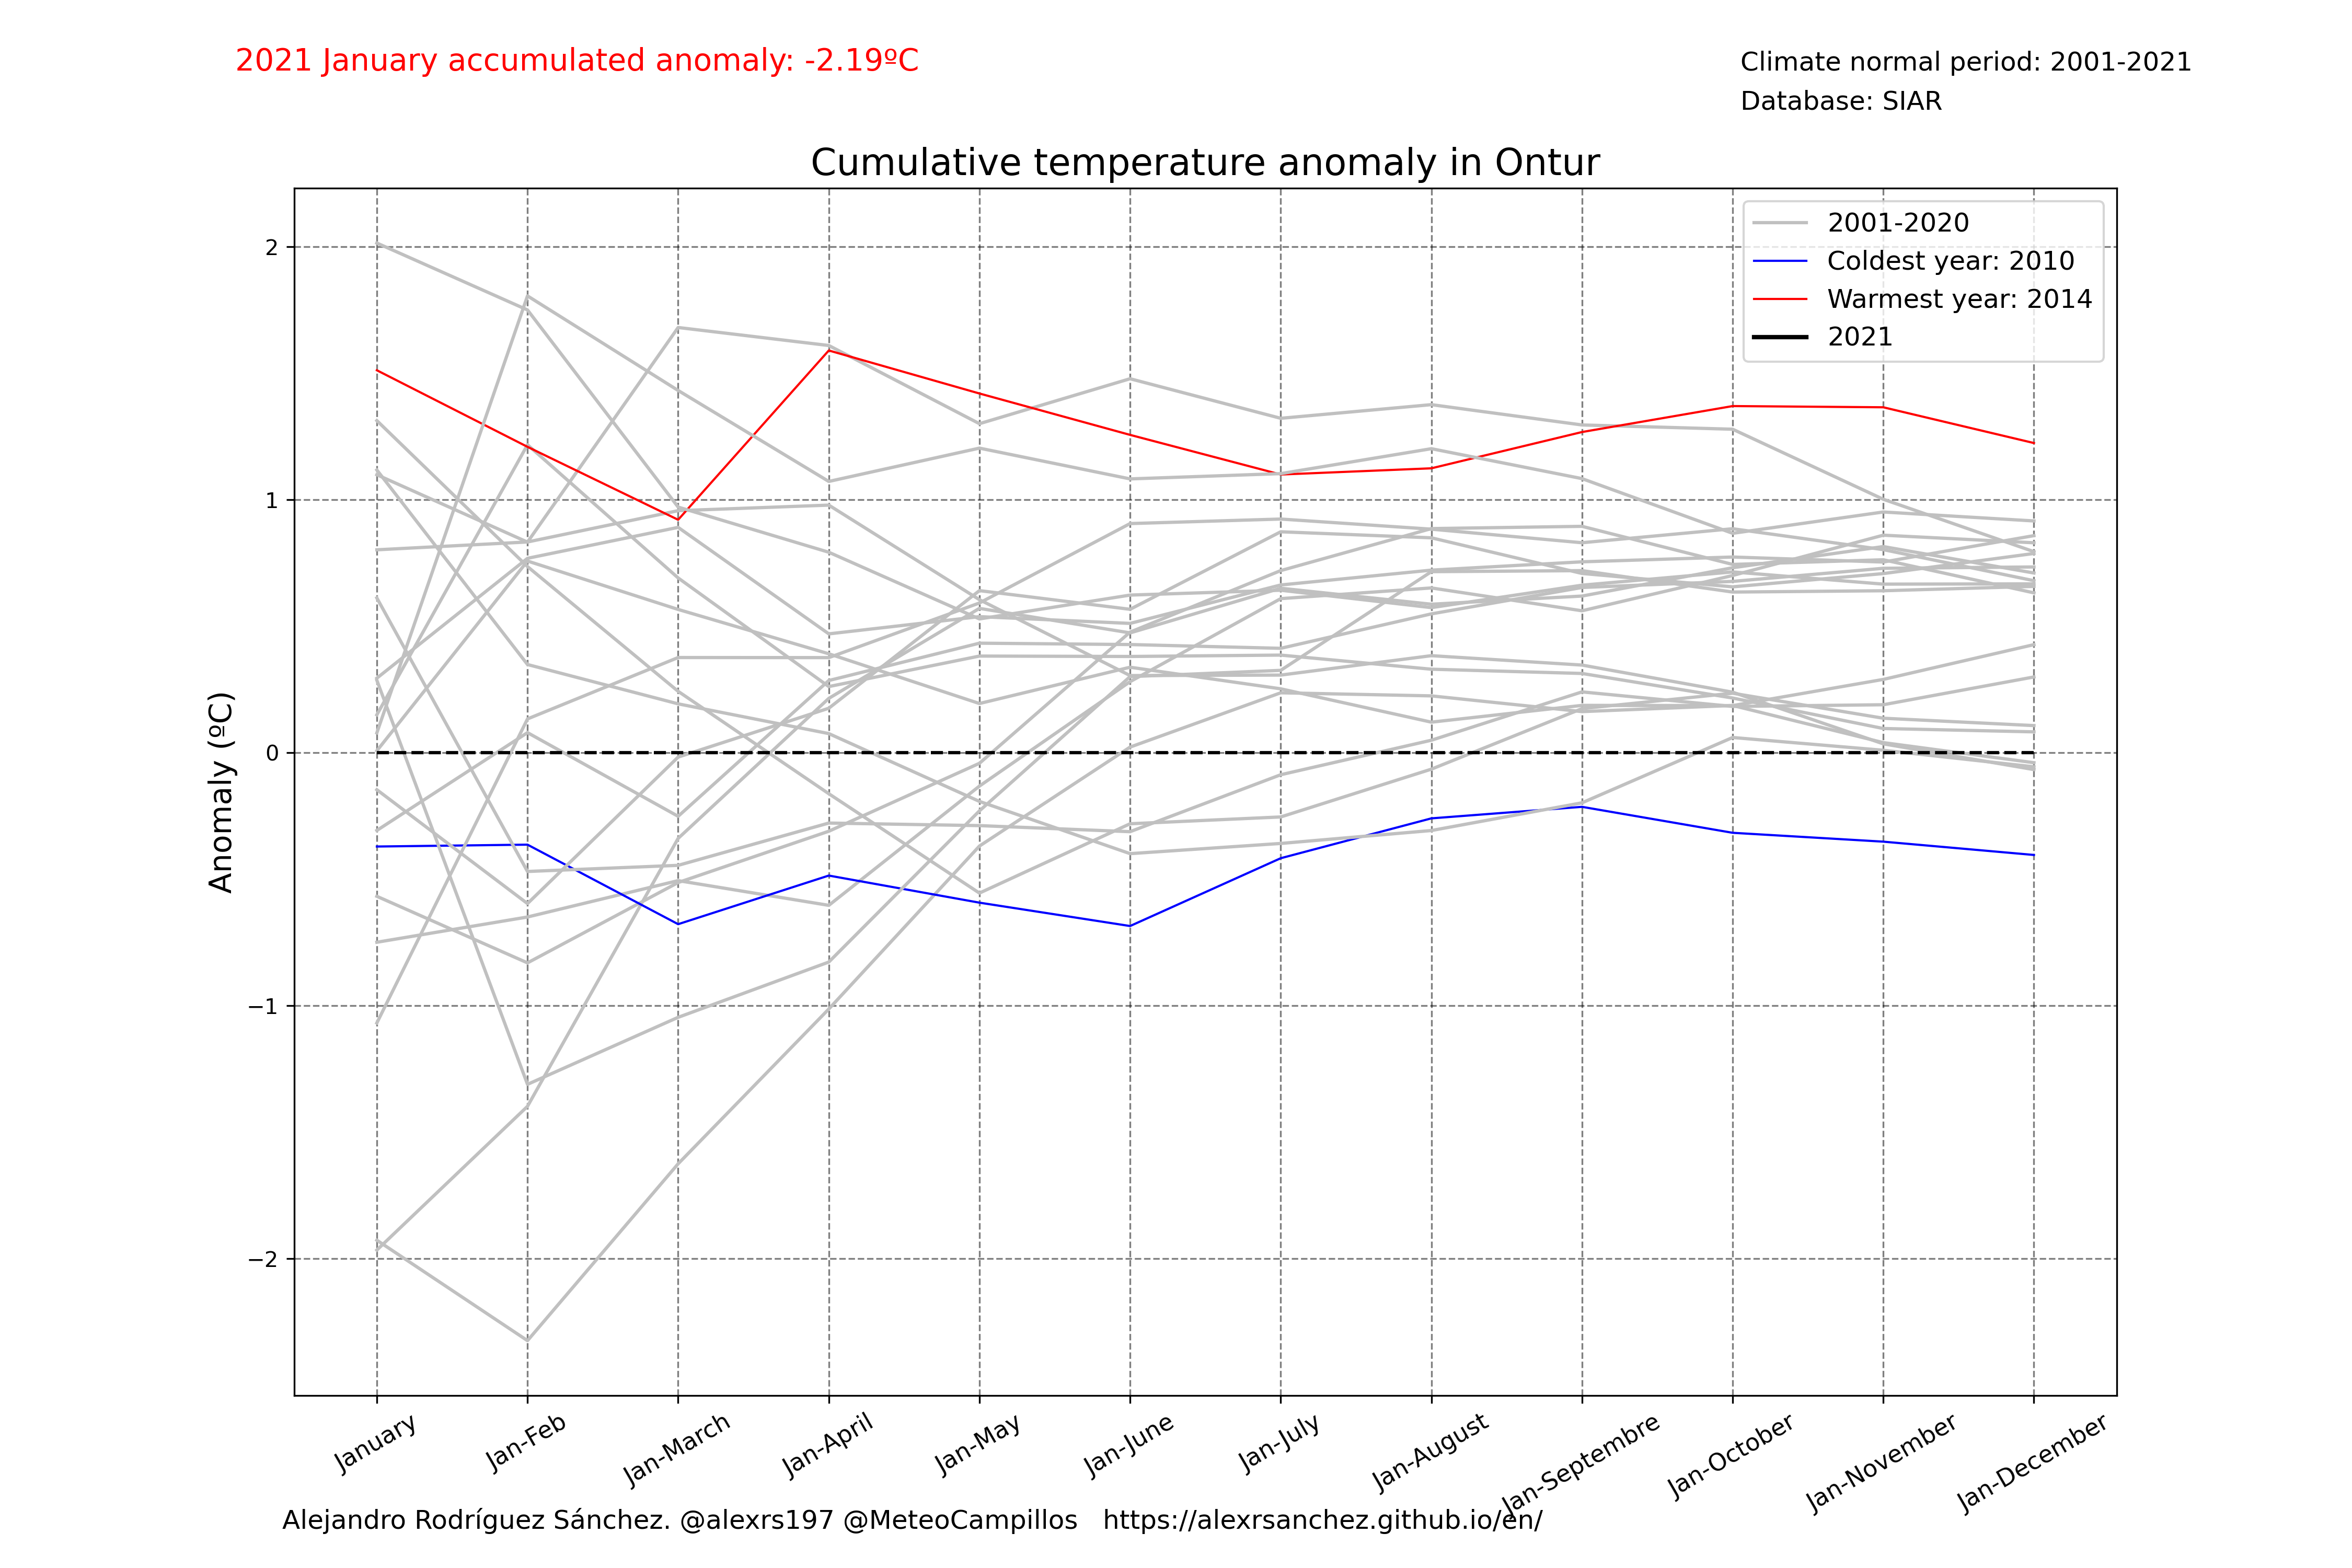 2021 January accumulated anomaly: -2.19ºC
Climate normal period: 2001-2021
Database: SIAR
Cumulative temperature anomaly in Ontur
2001-2020
Coldest year: 2010
Warmest year: 2014
2021
Anomaly (ºC)
2
1
0
−1
−2
January
Jan-Feb
Jan-March
Jan-April
Jan-May
Jan-June
Jan-July
Jan-August
Jan-Septembre
Jan-October
Jan-November
Jan-December
Alejandro Rodríguez Sánchez. @alexrs197 @MeteoCampillos   https://alexrsanchez.github.io/en/